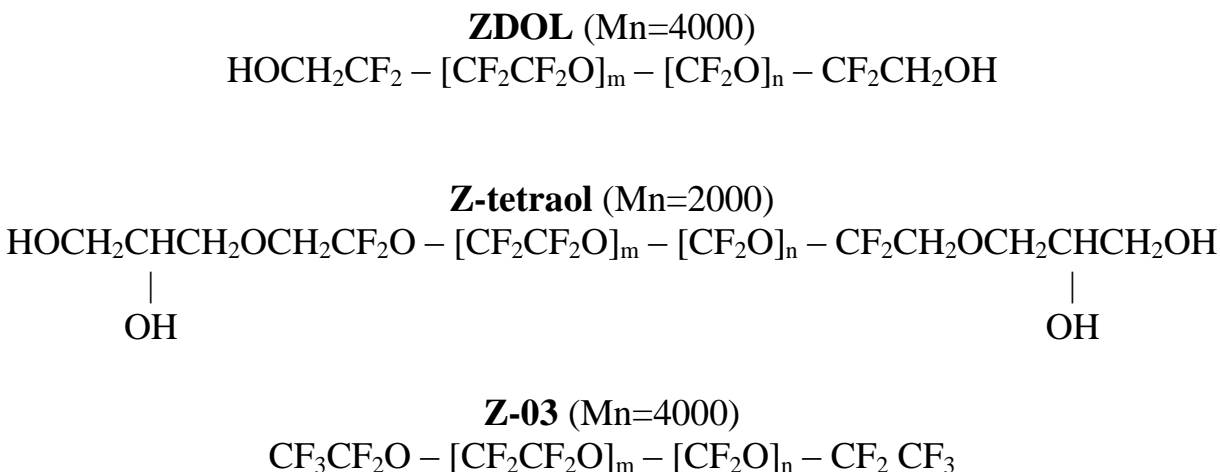 ZDOL (Mn=4000)
HOCH₂CF₂ – [CF₂CF₂O]ₘ – [CF₂O]ₙ – CF₂CH₂OH
Z-tetraol (Mn=2000)
HOCH₂CHCH₂OCH₂CF₂O – [CF₂CF₂O]ₘ – [CF₂O]ₙ – CF₂CH₂OCH₂CHCH₂OH
| |
OH OH
Z-03 (Mn=4000)
CF₃CF₂O – [CF₂CF₂O]ₘ – [CF₂O]ₙ – CF₂ CF₃